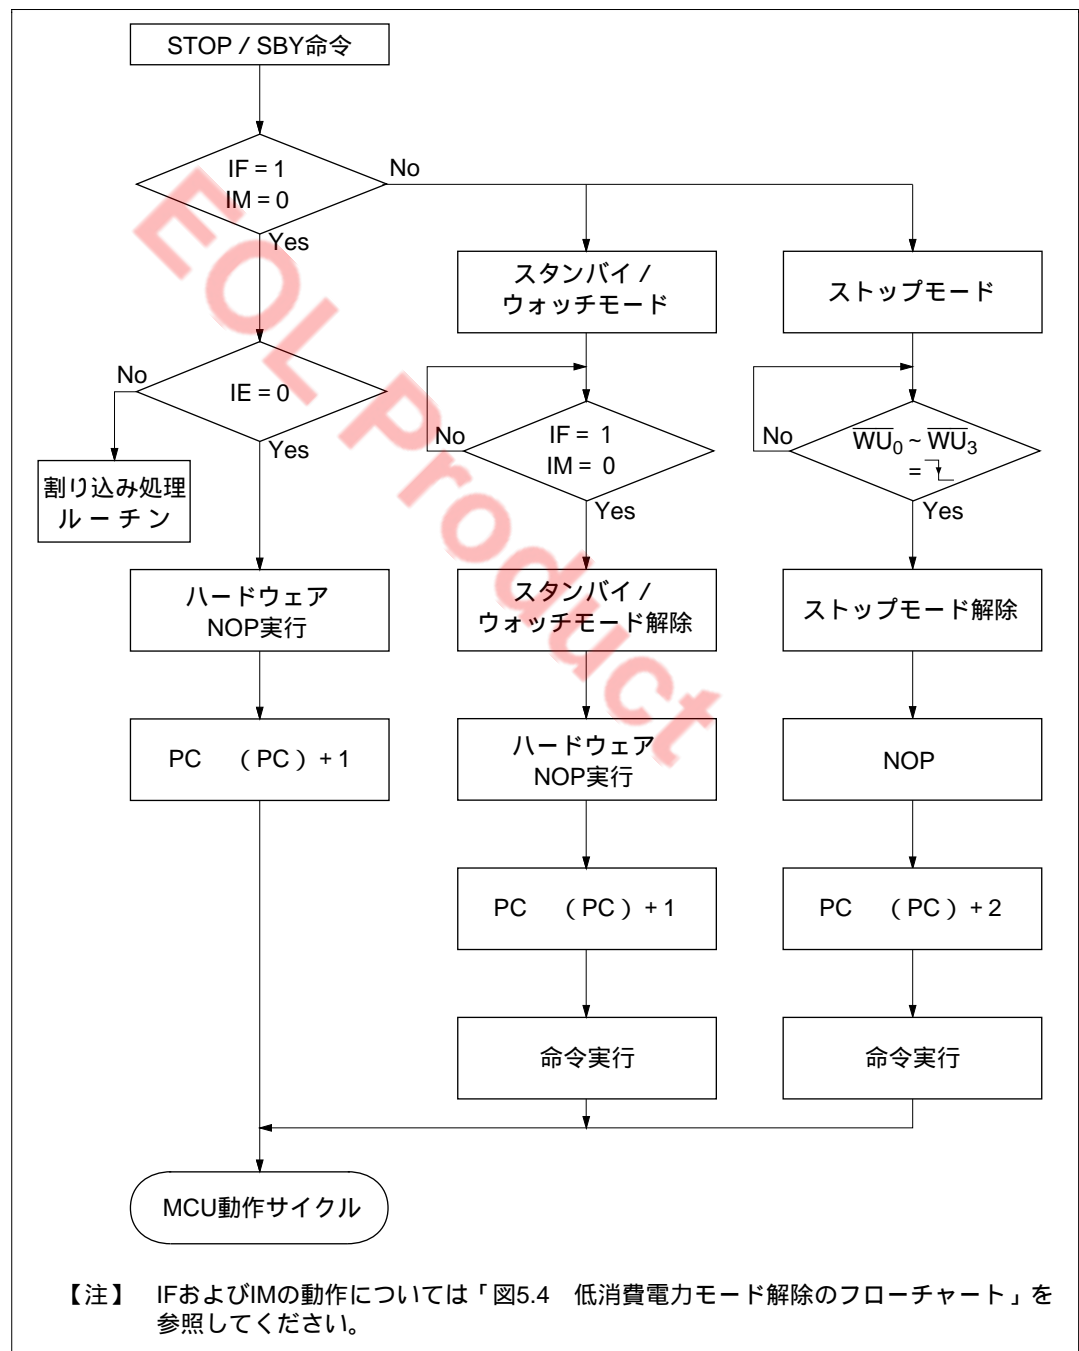 STOP / SBY命令
IF = 1
IM = 0
No
Yes
IE = 0
No
Yes
割り込み処理
ルーチン
ハードウェア
NOP実行
PC （PC）+ 1
スタンバイ /
ウォッチモード
IF = 1
IM = 0
No
Yes
スタンバイ /
ウォッチモード解除
ハードウェア
NOP実行
PC （PC）+ 1
命令実行
ストップモード
W̅U̅₀ ~ W̅U̅₃
=
No
Yes
ストップモード解除
NOP
PC （PC）+ 2
命令実行
MCU動作サイクル
【注】 IFおよびIMの動作については「図5.4 低消費電力モード解除のフローチャート」を
参照してください。
EOL Product